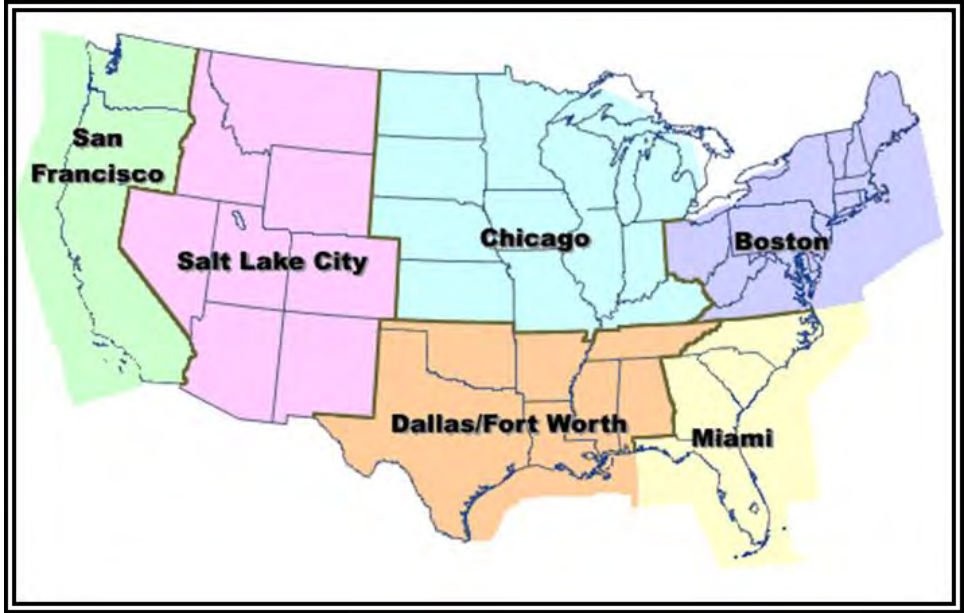 San
Francisco
Salt Lake City
Chicago
Boston
Dallas/Fort Worth
Miami